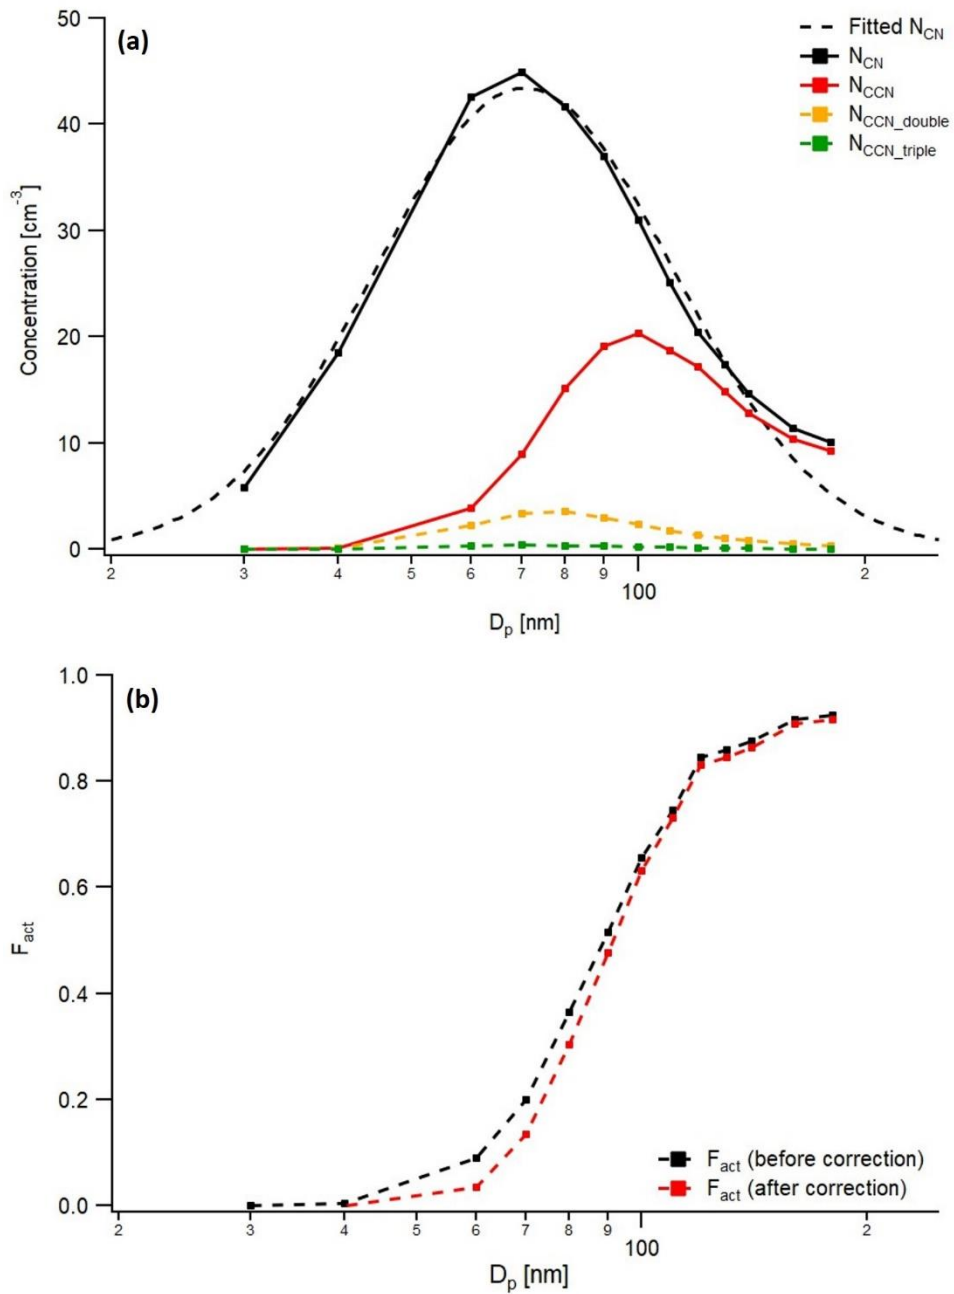 (a)
50
40
30
20
10
0
Concentration [cm-3]
Fitted NCN
NCN
NCCN
NCCN_double
NCCN_triple
2 3 4 5 6 7 8 9 100 2
Dp [nm]
(b)
1.0
0.8
0.6
0.4
0.2
0.0
Fact
Fact (before correction)
Fact (after correction)
2 3 4 5 6 7 8 9 100 2
Dp [nm]